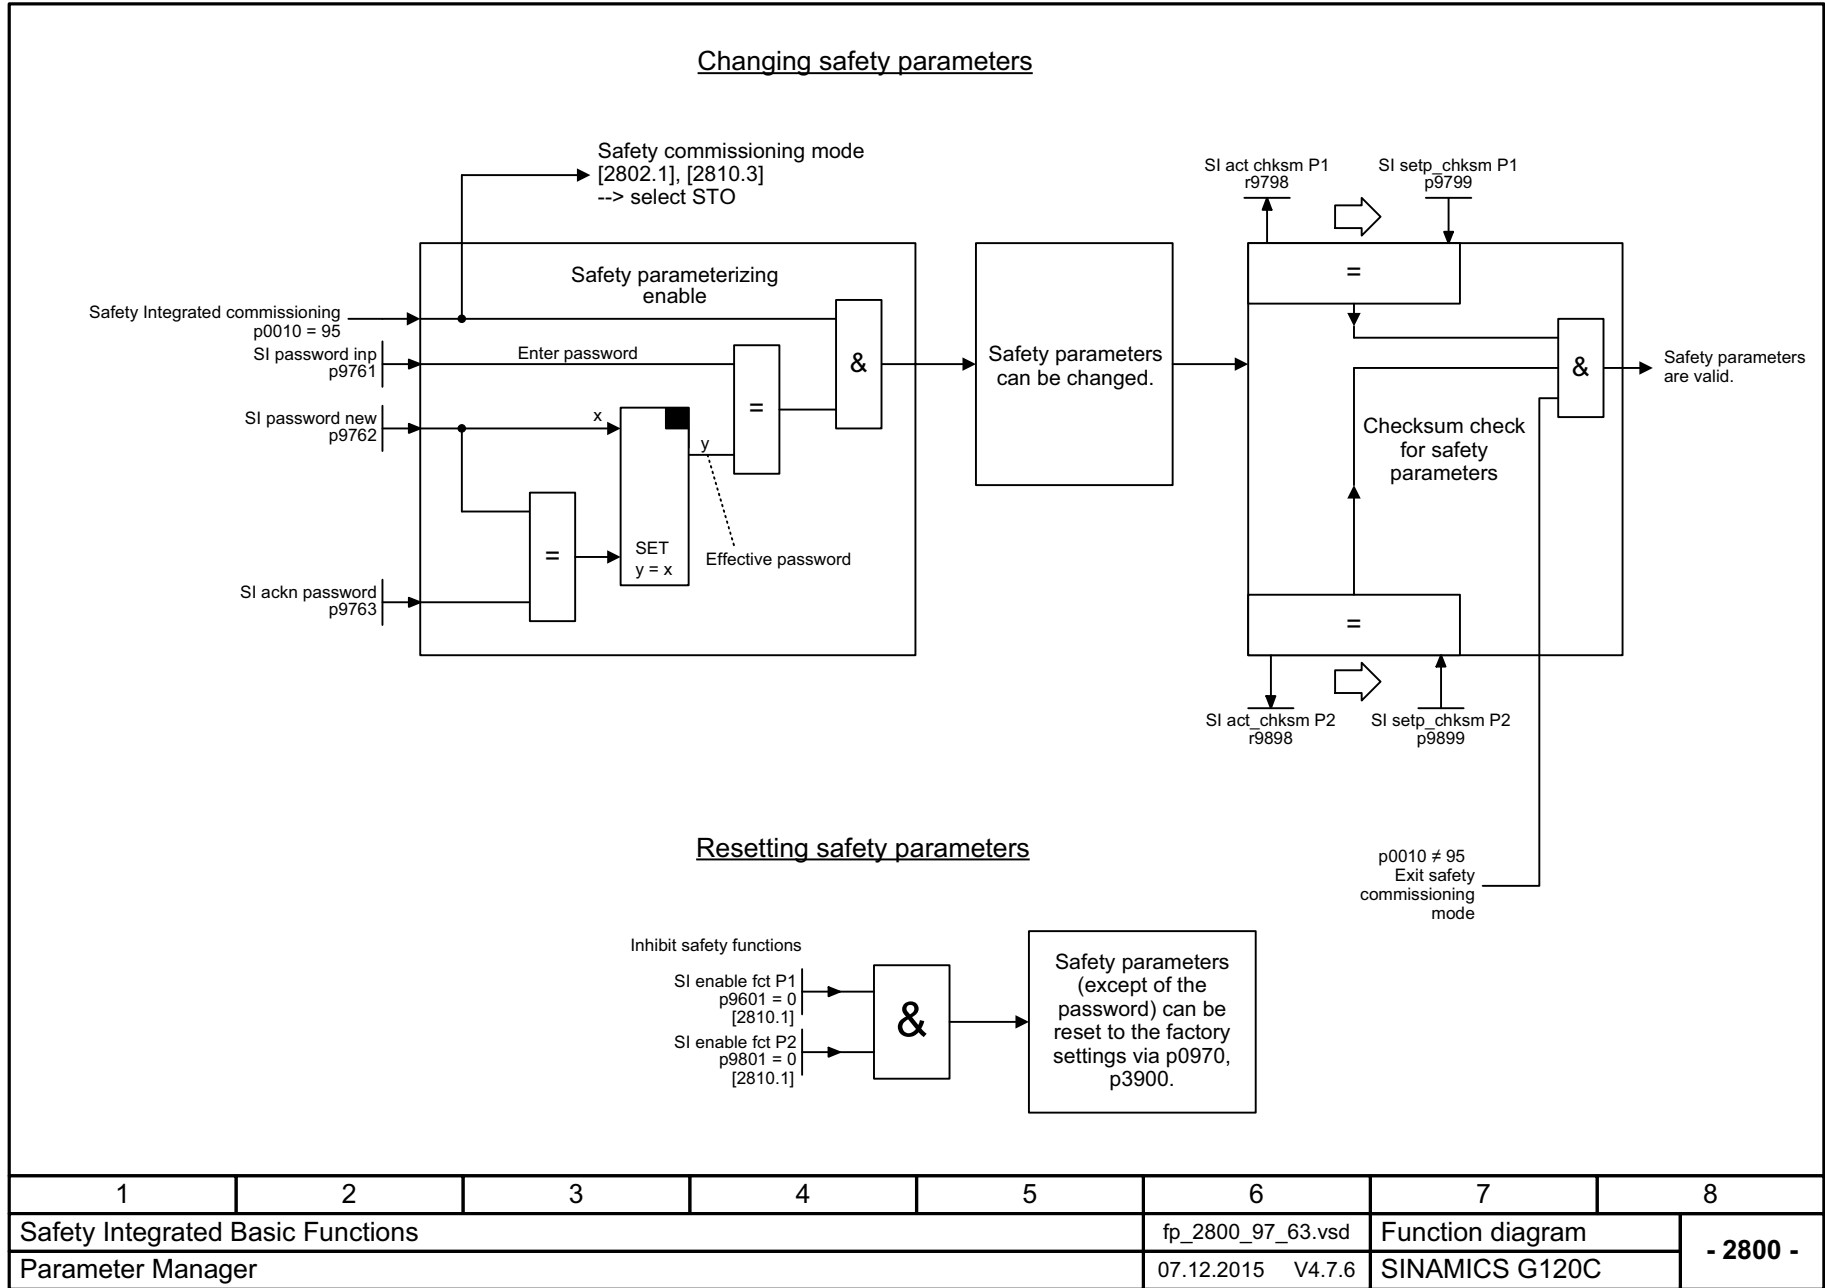 Changing safety parameters
Safety commissioning mode
[2802.1], [2810.3]
--> select STO
SI act chksm P1
r9798
SI setp_chksm P1
p9799
Safety parameterizing
enable
=
Safety Integrated commissioning
p0010 = 95
SI password inp
p9761
Enter password
&
Safety parameters
can be changed.
&
Safety parameters
are valid.
SI password new
p9762
x
=
y
Checksum check
for safety
parameters
=
SET
y = x
Effective password
SI ackn password
p9763
=
SI act_chksm P2
r9898
SI setp_chksm P2
p9899
Resetting safety parameters
p0010 ≠ 95
Exit safety
commissioning
mode
Inhibit safety functions
SI enable fct P1
p9601 = 0
[2810.1]
SI enable fct P2
p9801 = 0
[2810.1]
&
Safety parameters
(except of the
password) can be
reset to the factory
settings via p0970,
p3900.
1 2 3 4 5 6 7 8
Safety Integrated Basic Functions
fp_2800_97_63.vsd
Function diagram
- 2800 -
Parameter Manager
07.12.2015 V4.7.6
SINAMICS G120C